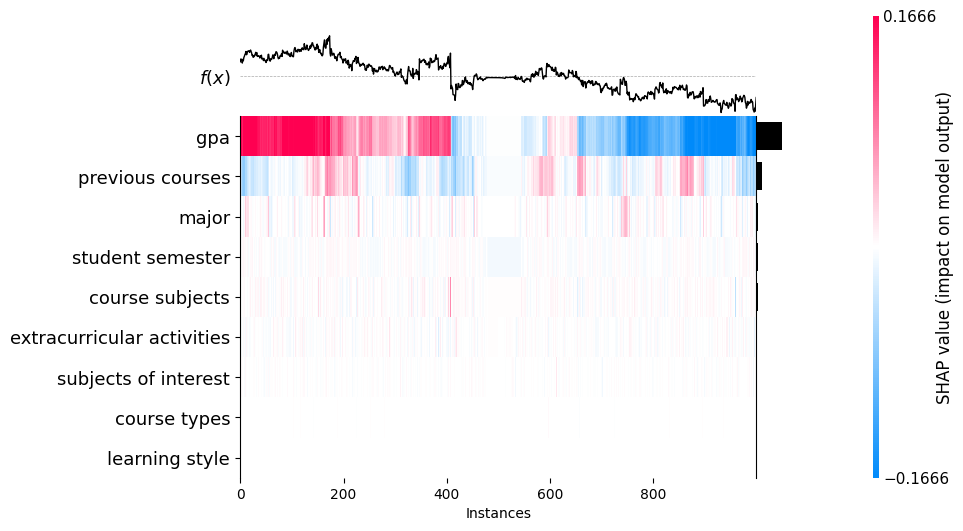 0.1666
f(x)
gpa
previous courses
major
student semester
course subjects
extracurricular activities
subjects of interest
course types
learning style
0 200 400 600 800
Instances
SHAP value (impact on model output)
−0.1666